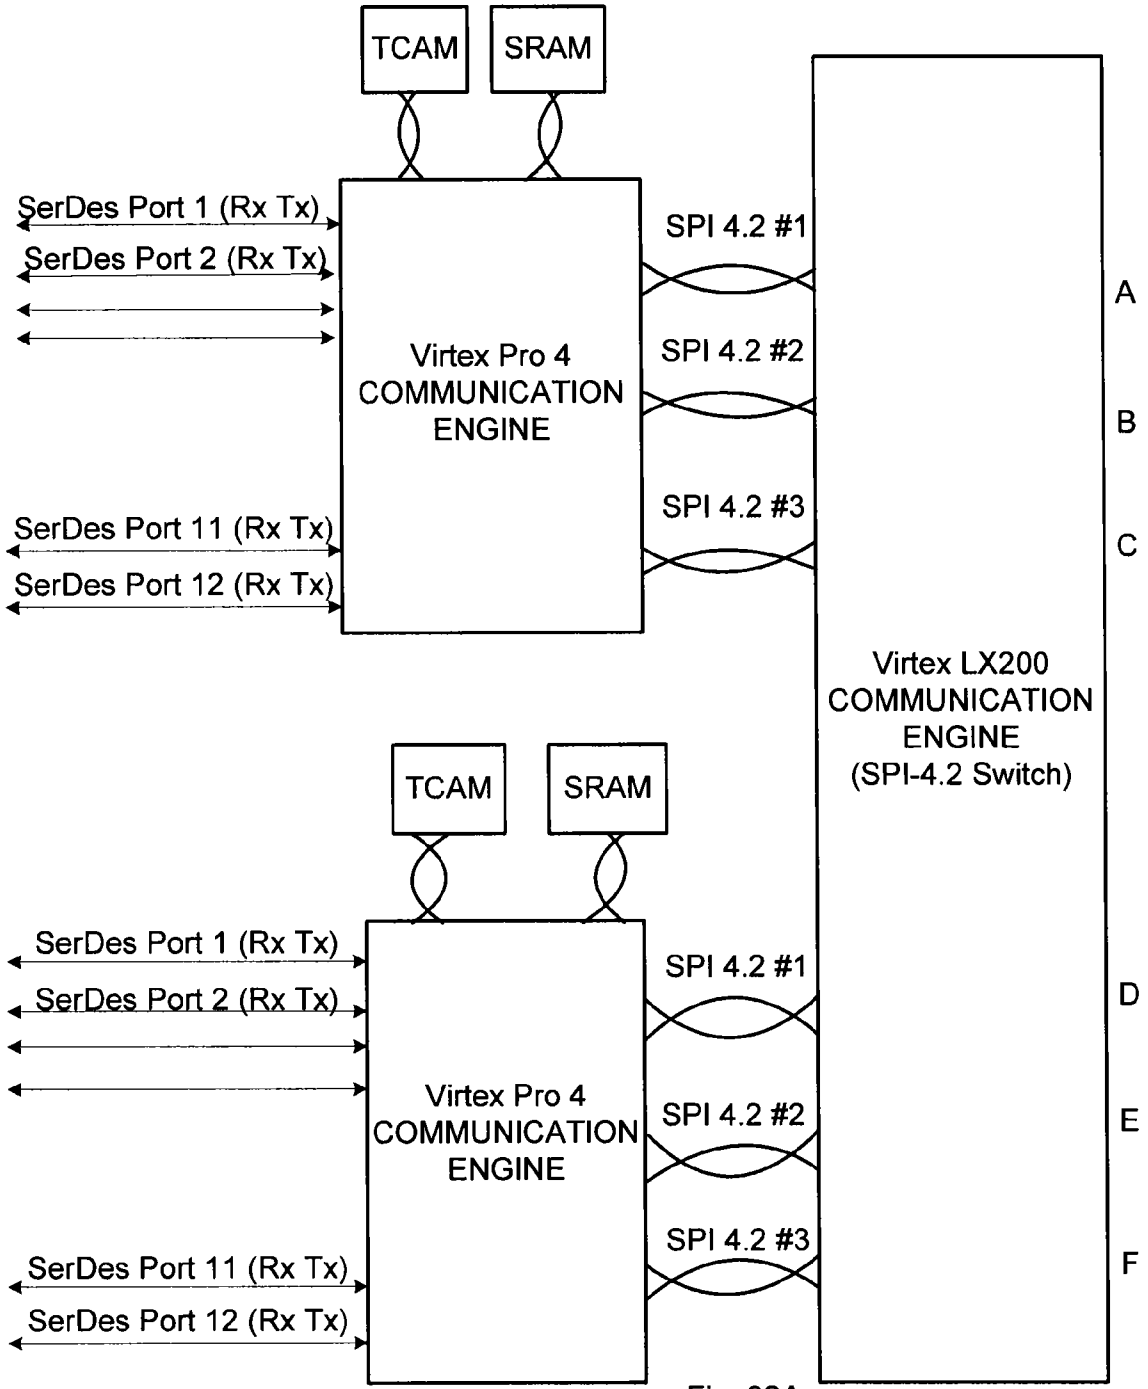 TCAM
SRAM
SerDes Port 1 (Rx Tx)
SPI 4.2 #1
SerDes Port 2 (Rx Tx)
A
SPI 4.2 #2
Virtex Pro 4
COMMUNICATION
ENGINE
B
SPI 4.2 #3
SerDes Port 11 (Rx Tx)
C
SerDes Port 12 (Rx Tx)
Virtex LX200
COMMUNICATION
ENGINE
(SPI-4.2 Switch)
TCAM
SRAM
SerDes Port 1 (Rx Tx)
SPI 4.2 #1
SerDes Port 2 (Rx Tx)
D
Virtex Pro 4
COMMUNICATION
ENGINE
SPI 4.2 #2
E
SPI 4.2 #3
F
SerDes Port 11 (Rx Tx)
SerDes Port 12 (Rx Tx)